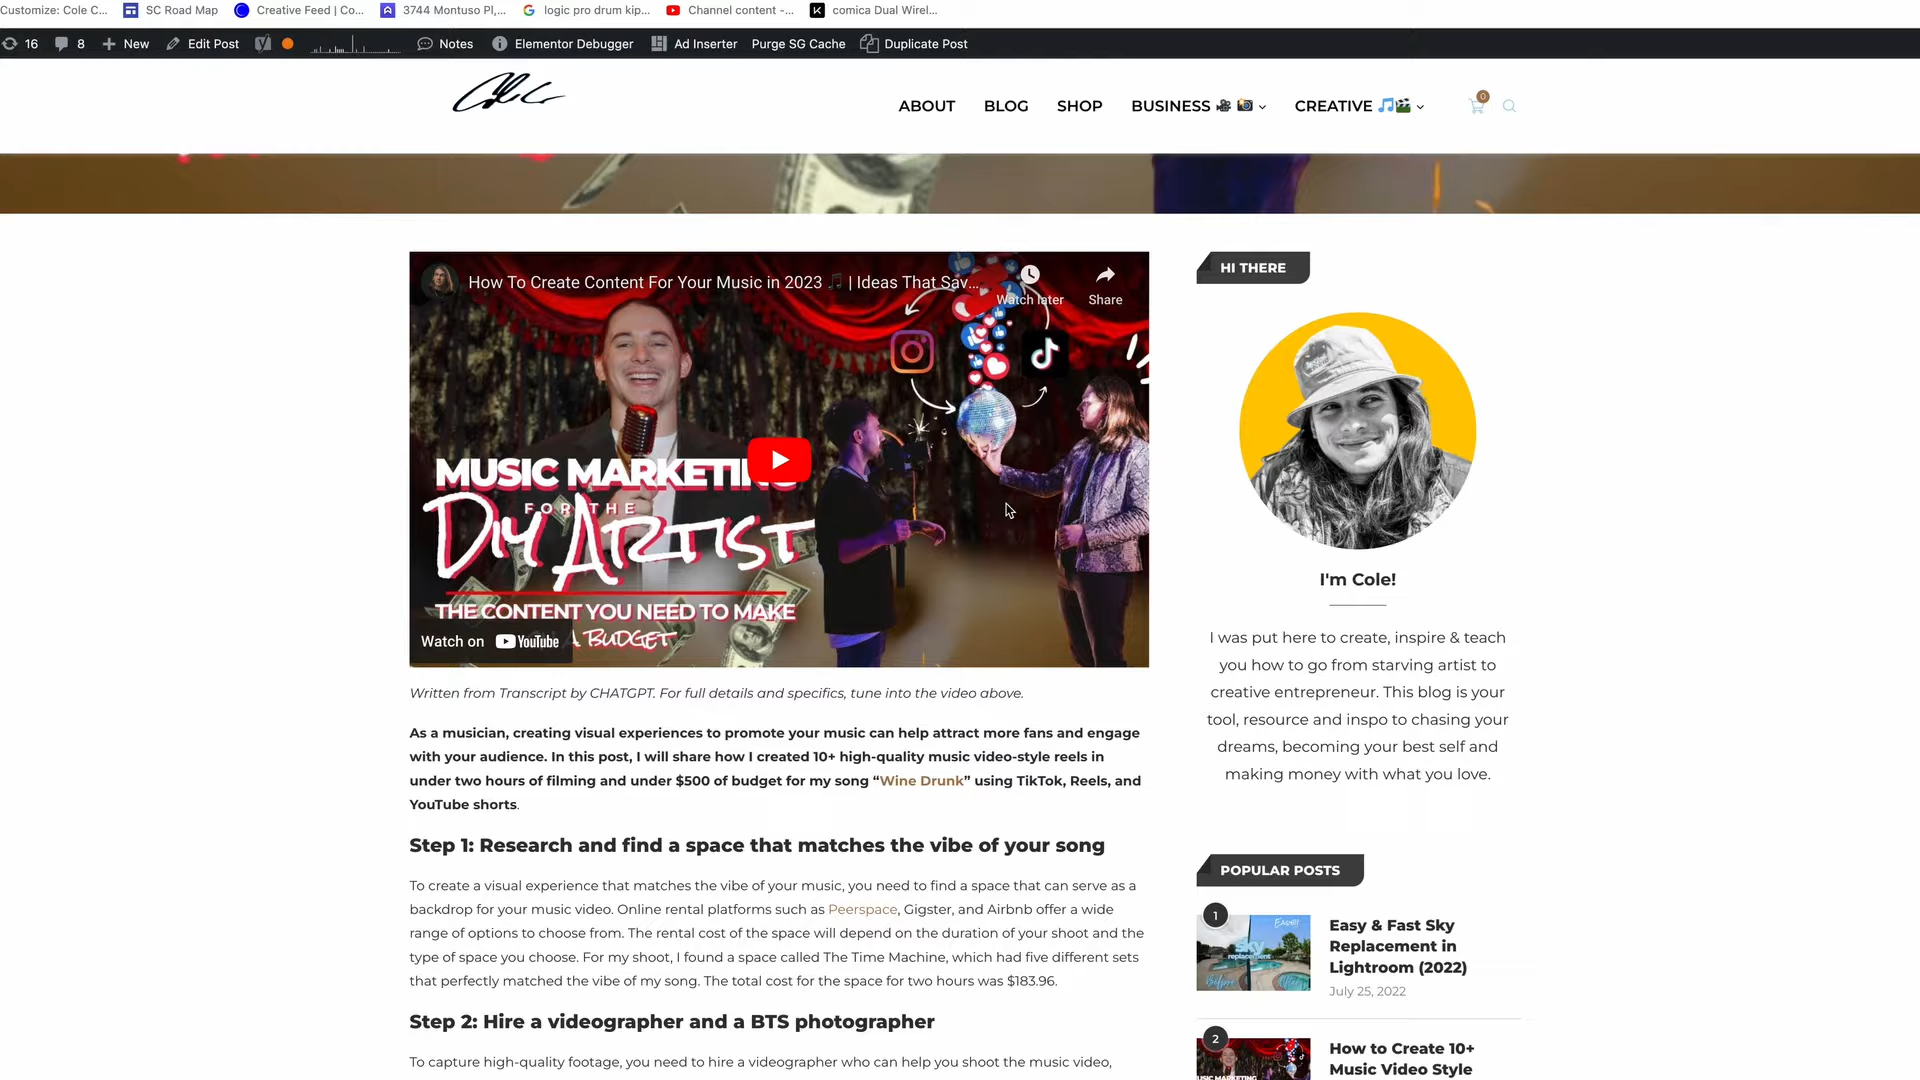 Customize: Cole C...
SC Road Map
Creative Feed | Co...
3744 Montuso Pl,...
logic pro drum kip...
Channel content -...
comica Dual Wirel...
16
8
New
Edit Post
Notes
Elementor Debugger
Ad Inserter
Purge SG Cache
Duplicate Post
ABOUT
BLOG
SHOP
BUSINESS
CREATIVE
0
How To Create Content For Your Music in 2023 🎵 | Ideas That Sav...
Watch later
Share
MUSIC MARKETING
FOR THE
DIY ARTIST
THE CONTENT YOU NEED TO MAKE
A BUDGET
Watch on YouTube
Written from Transcript by CHATGPT. For full details and specifics, tune into the video above.
As a musician, creating visual experiences to promote your music can help attract more fans and engage
with your audience. In this post, I will share how I created 10+ high-quality music video-style reels in
under two hours of filming and under $500 of budget for my song “Wine Drunk” using TikTok, Reels, and
YouTube shorts.
Step 1: Research and find a space that matches the vibe of your song
To create a visual experience that matches the vibe of your music, you need to find a space that can serve as a
backdrop for your music video. Online rental platforms such as Peerspace, Gigster, and Airbnb offer a wide
range of options to choose from. The rental cost of the space will depend on the duration of your shoot and the
type of space you choose. For my shoot, I found a space called The Time Machine, which had five different sets
that perfectly matched the vibe of my song. The total cost for the space for two hours was $183.96.
Step 2: Hire a videographer and a BTS photographer
To capture high-quality footage, you need to hire a videographer who can help you shoot the music video,
HI THERE
I'm Cole!
I was put here to create, inspire & teach
you how to go from starving artist to
creative entrepreneur. This blog is your
tool, resource and inspo to chasing your
dreams, becoming your best self and
making money with what you love.
POPULAR POSTS
1
sky
replacement
Before
Easy & Fast Sky
Replacement in
Lightroom (2022)
July 25, 2022
2
MUSIC MARKETING
How to Create 10+
Music Video Style